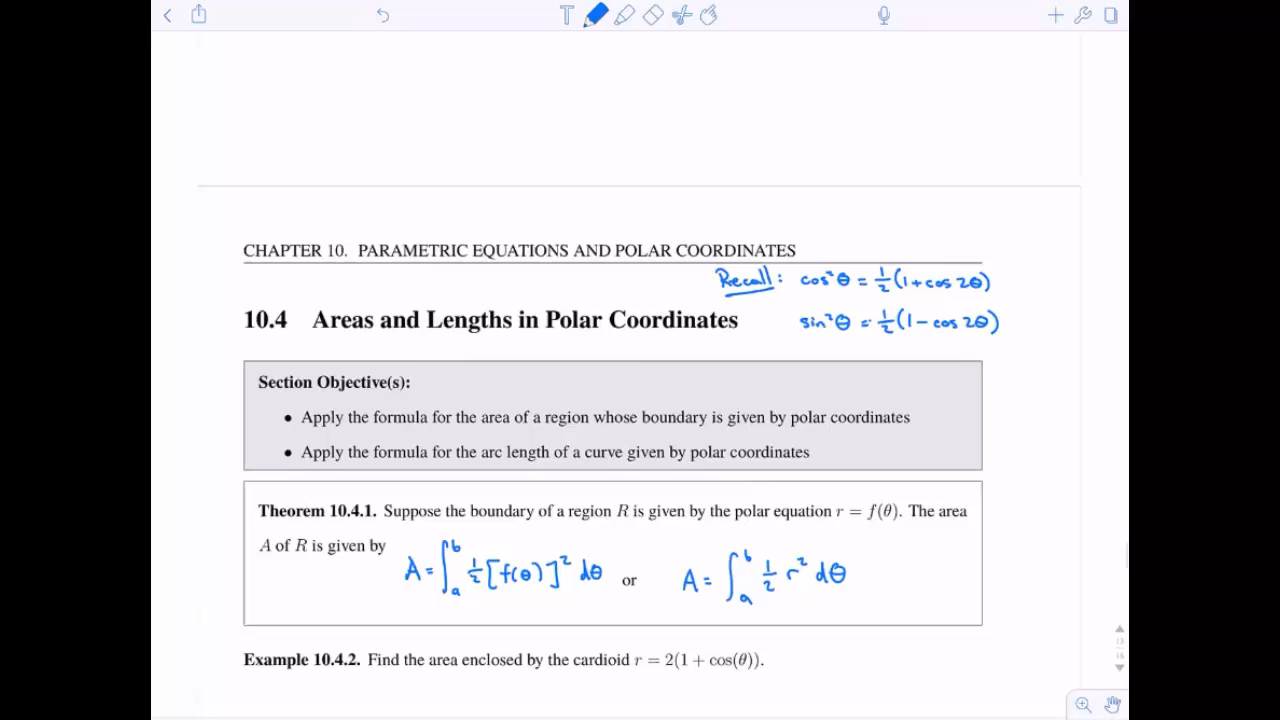 CHAPTER 10. PARAMETRIC EQUATIONS AND POLAR COORDINATES
Recall: cos²θ = ½(1+cos 2θ)
10.4 Areas and Lengths in Polar Coordinates
sin²θ = ½(1 − cos 2θ)
Section Objective(s):
• Apply the formula for the area of a region whose boundary is given by polar coordinates
• Apply the formula for the arc length of a curve given by polar coordinates
Theorem 10.4.1. Suppose the boundary of a region R is given by the polar equation r = f(θ). The area
A of R is given by A = ∫_a^b ½ [f(θ)]² dθ or A = ∫_a^b ½ r² dθ
Example 10.4.2. Find the area enclosed by the cardioid r = 2(1 + cos(θ)).